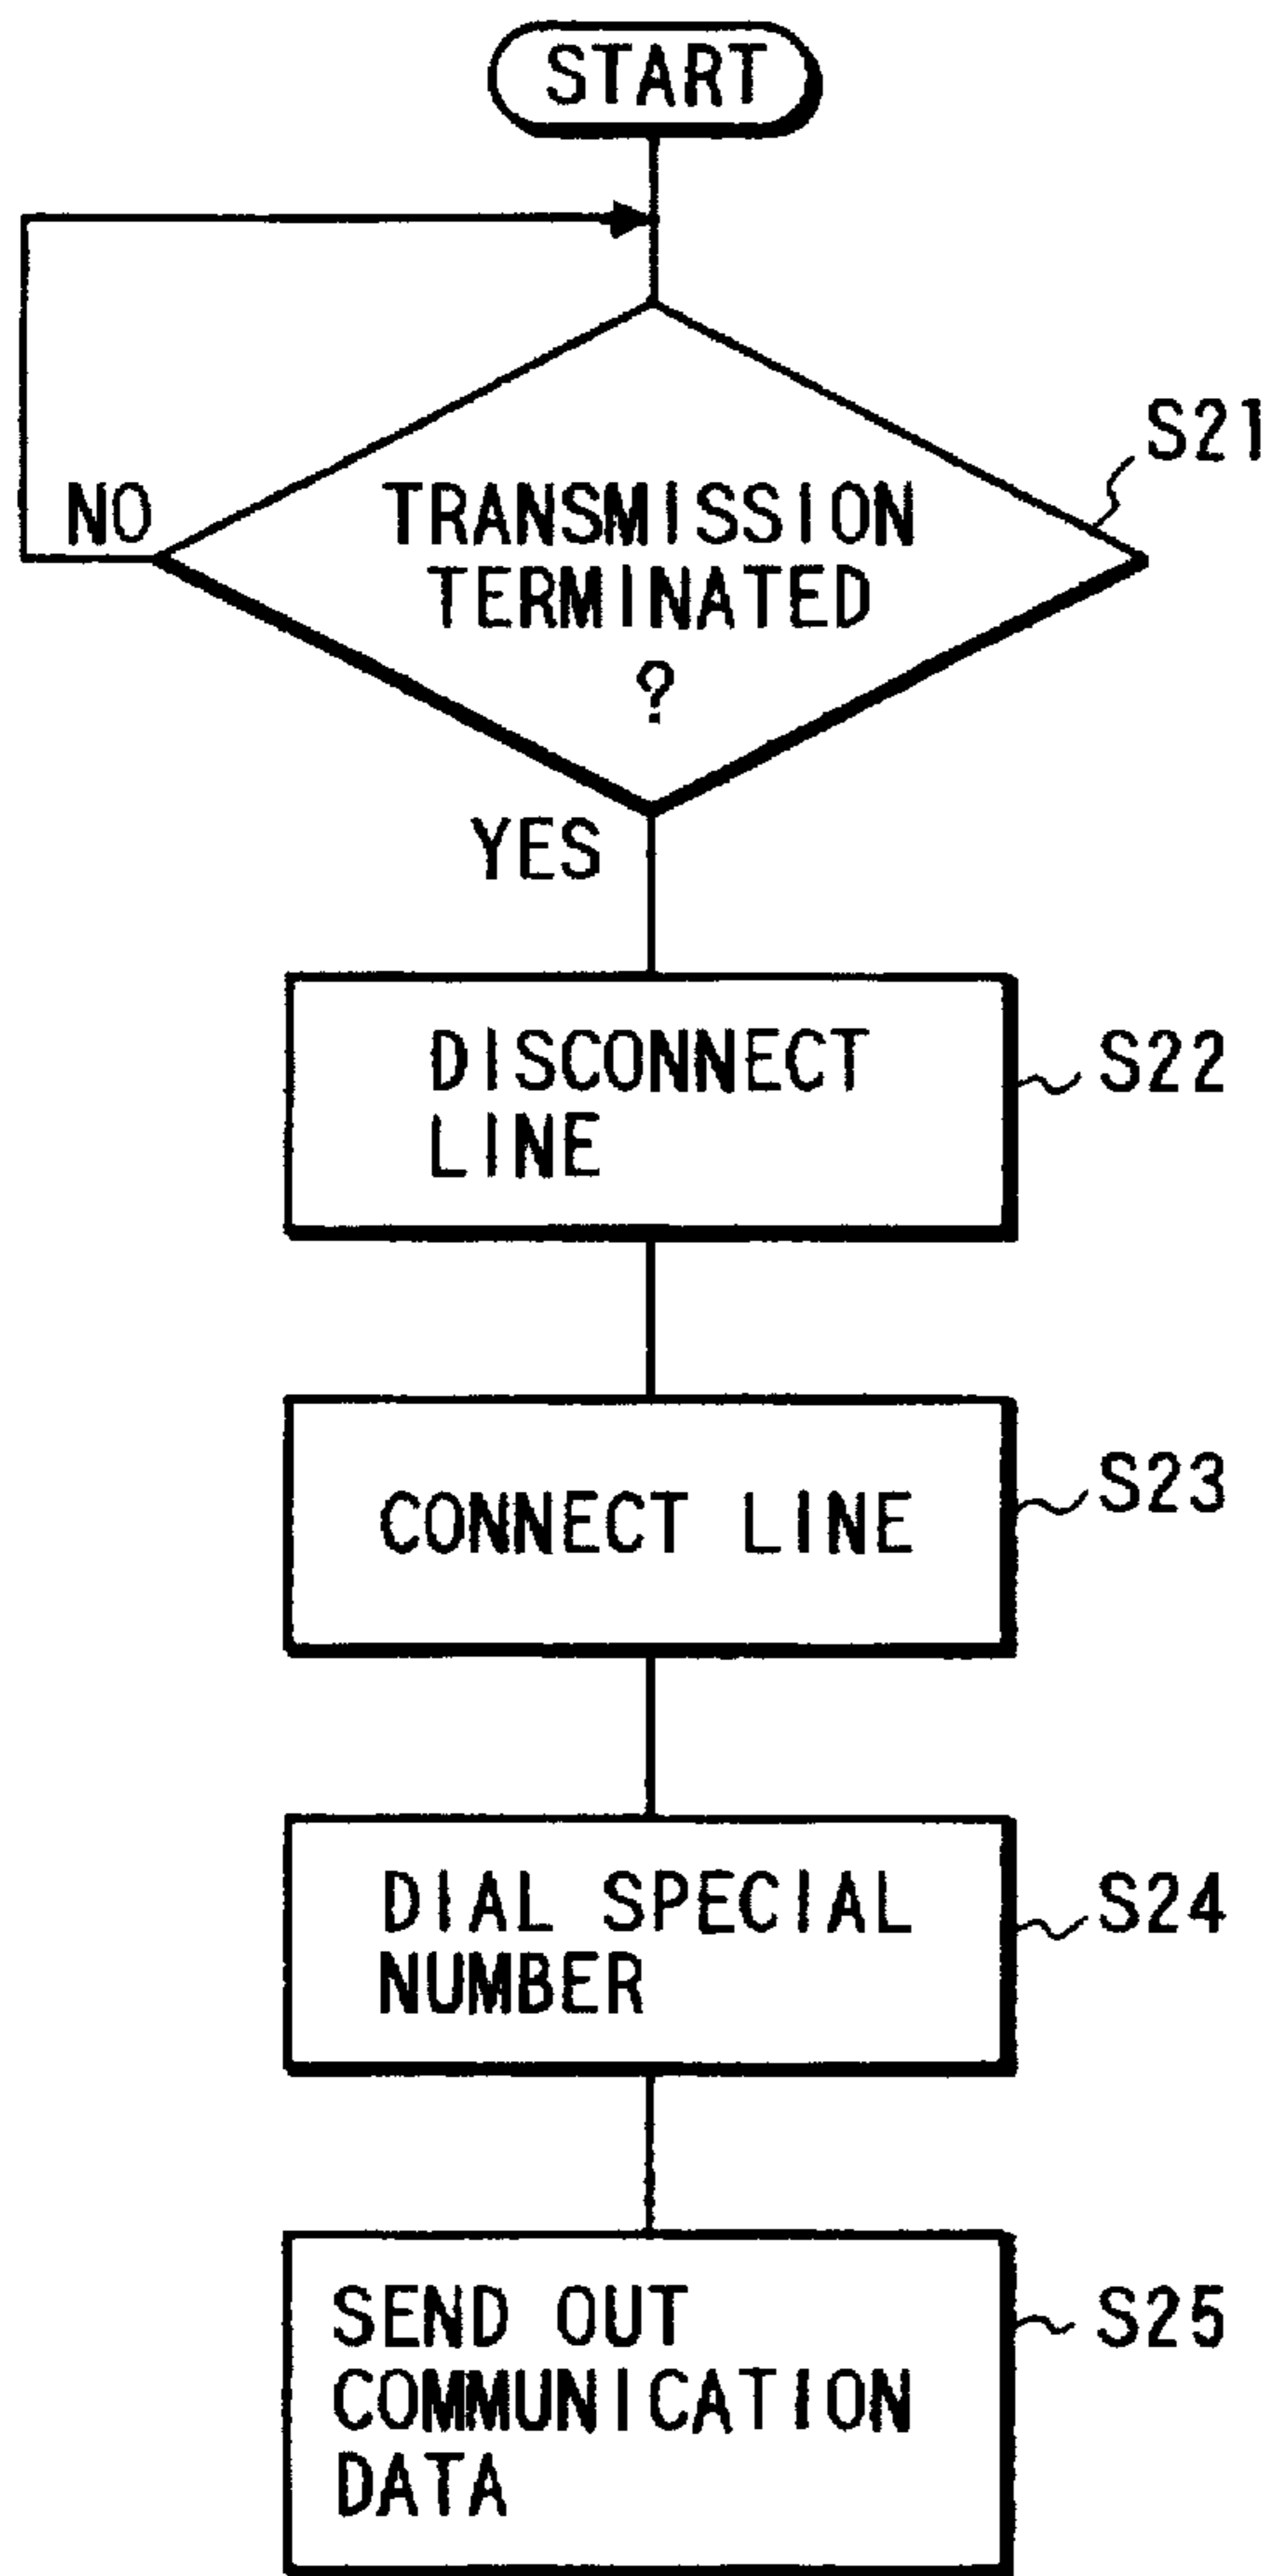 START
S21
NO
TRANSMISSION
TERMINATED
?
YES
DISCONNECT
LINE
S22
CONNECT LINE
S23
DIAL SPECIAL
NUMBER
S24
SEND OUT
COMMUNICATION
DATA
S25